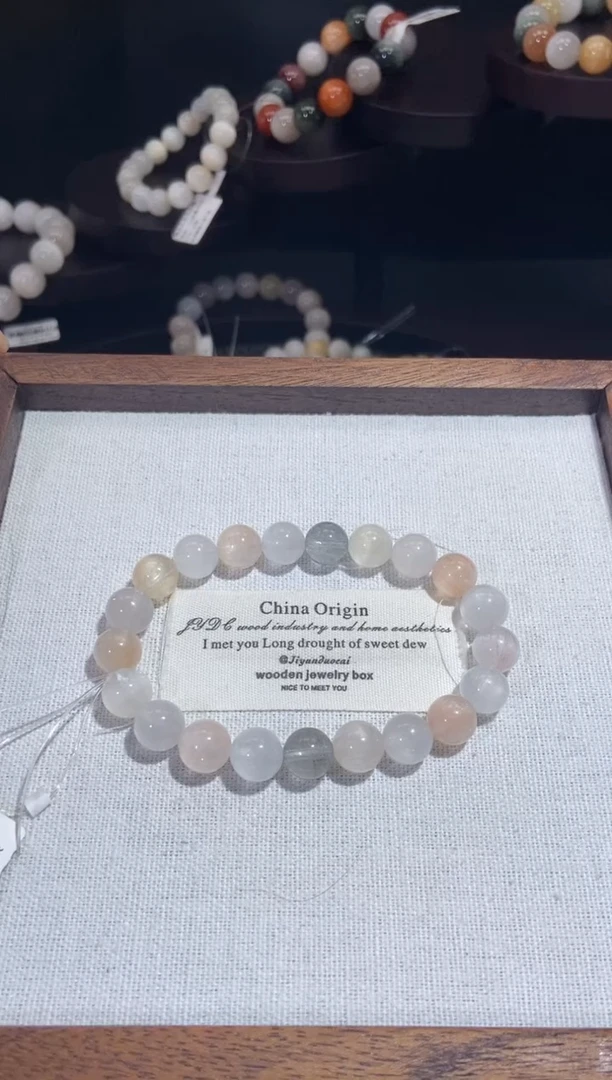 China Origin
JYDC wood industry and home aesthetics
I met you Long drought of sweet dew
@Jiyanduocai
wooden jewelry box
NICE TO MEET YOU